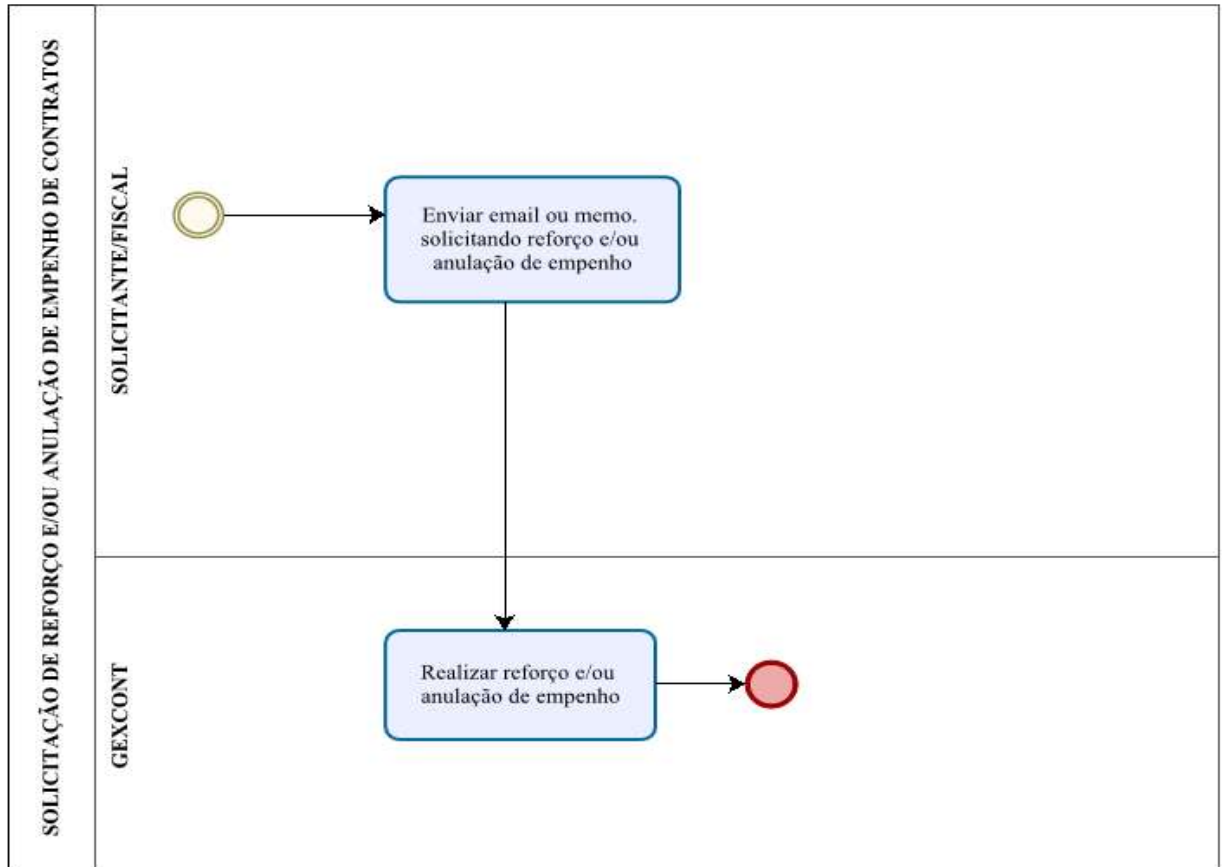 SOLICITAÇÃO DE REFORÇO E/OU ANULAÇÃO DE EMPENHO DE CONTRATOS
SOLICITANTE/FISCAL
Enviar email ou memo.
solicitando reforço e/ou
anulação de empenho
GEXCONT
Realizar reforço e/ou
anulação de empenho